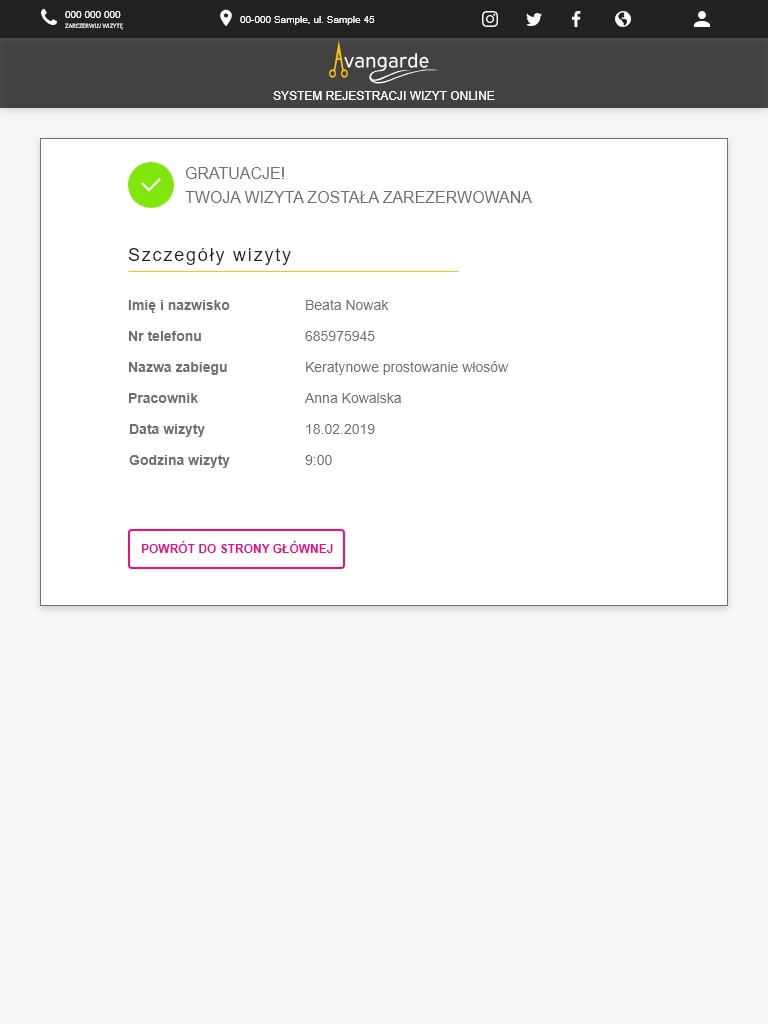 000 000 000
ZAREZERWUJ WIZYTĘ
00-000 Sample, ul. Sample 45
Avangarde
SYSTEM REJESTRACJI WIZYT ONLINE
GRATUACJE!
TWOJA WIZYTA ZOSTAŁA ZAREZERWOWANA
Szczegóły wizyty
Imię i nazwisko Beata Nowak
Nr telefonu 685975945
Nazwa zabiegu Keratynowe prostowanie włosów
Pracownik Anna Kowalska
Data wizyty 18.02.2019
Godzina wizyty 9:00
POWRÓT DO STRONY GŁÓWNEJ